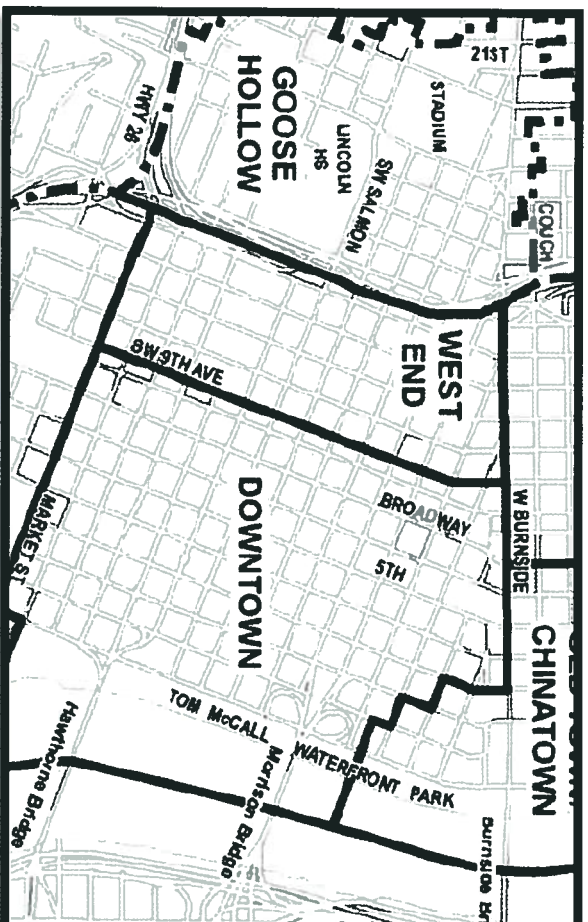 21ST
STADIUM
HWY 26
GOOSE
HOLLOW
LINCOLN
HS
SW SALMON
COUCH
WEST
END
SW 9TH AVE
BROADWAY
5TH
W BURNSIDE
DOWNTOWN
MARKET ST
CHINATOWN
TOM McCALL
WATERFRONT PARK
Hawthorne Bridge
Morrison Bridge
Burnside